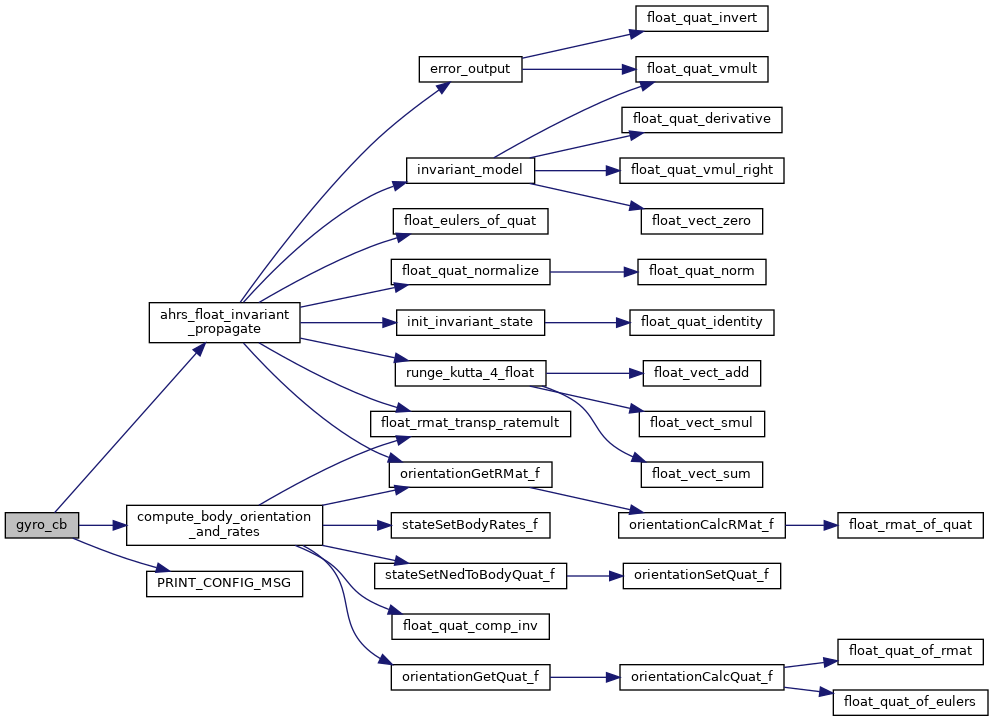 float_quat_invert
error_output
float_quat_vmult
float_quat_derivative
invariant_model
float_quat_vmul_right
float_eulers_of_quat
float_vect_zero
float_quat_normalize
float_quat_norm
ahrs_float_invariant
_propagate
init_invariant_state
float_quat_identity
runge_kutta_4_float
float_vect_add
float_rmat_transp_ratemult
float_vect_smul
orientationGetRMat_f
float_vect_sum
gyro_cb
compute_body_orientation
_and_rates
stateSetBodyRates_f
orientationCalcRMat_f
float_rmat_of_quat
PRINT_CONFIG_MSG
stateSetNedToBodyQuat_f
orientationSetQuat_f
float_quat_comp_inv
orientationGetQuat_f
orientationCalcQuat_f
float_quat_of_rmat
float_quat_of_eulers